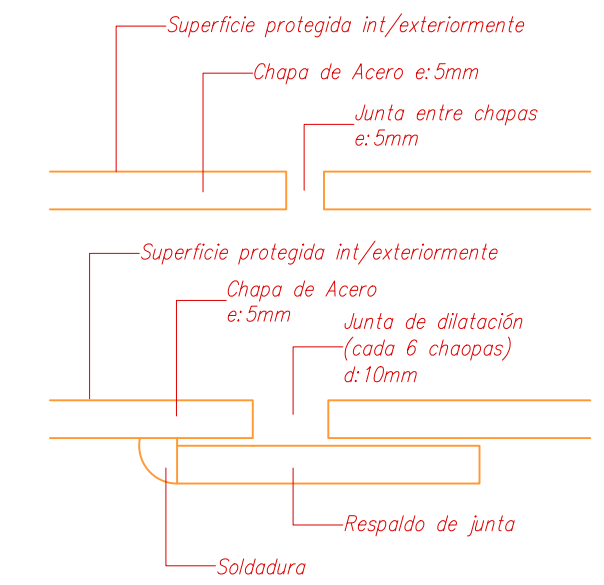 Superficie protegida int/exteriormente
Chapa de Acero e:5mm
Junta entre chapas
e:5mm
Superficie protegida int/exteriormente
Chapa de Acero
e:5mm
Junta de dilatación
(cada 6 chaopas)
d:10mm
Respaldo de junta
Soldadura